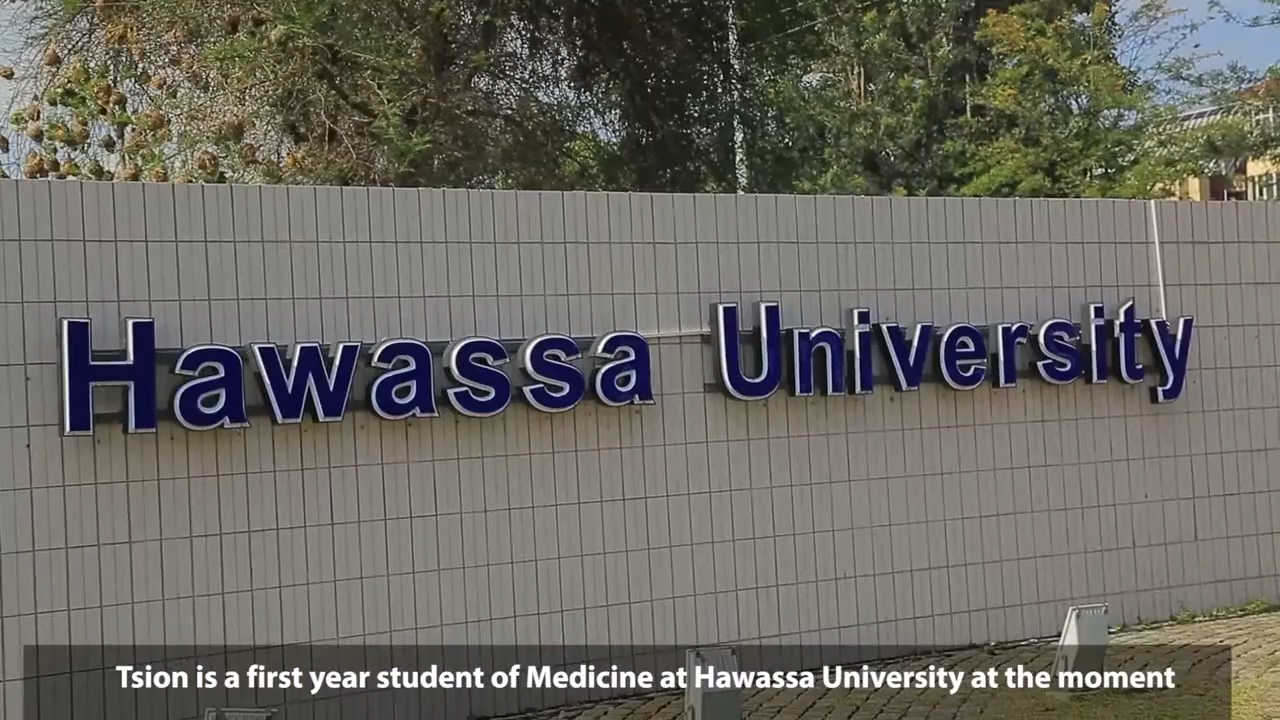 Hawassa University
Tsion is a first year student of Medicine at Hawassa University at the moment